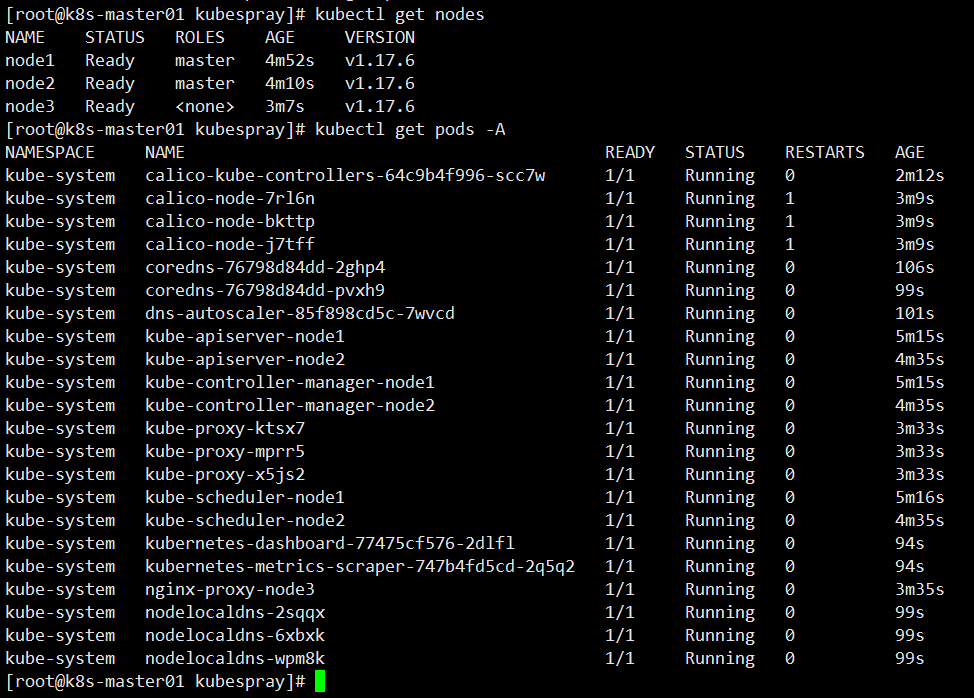 [root@k8s-master01 kubespray]# kubectl get nodes
NAME    STATUS   ROLES    AGE     VERSION
node1   Ready    master   4m52s   v1.17.6
node2   Ready    master   4m10s   v1.17.6
node3   Ready    <none>   3m7s    v1.17.6
[root@k8s-master01 kubespray]# kubectl get pods -A
NAMESPACE     NAME                                          READY   STATUS    RESTARTS   AGE
kube-system   calico-kube-controllers-64c9b4f996-scc7w      1/1     Running   0          2m12s
kube-system   calico-node-7rl6n                             1/1     Running   1          3m9s
kube-system   calico-node-bkttp                             1/1     Running   1          3m9s
kube-system   calico-node-j7tff                             1/1     Running   1          3m9s
kube-system   coredns-76798d84dd-2ghp4                      1/1     Running   0          106s
kube-system   coredns-76798d84dd-pvxh9                      1/1     Running   0          99s
kube-system   dns-autoscaler-85f898cd5c-7wvcd               1/1     Running   0          101s
kube-system   kube-apiserver-node1                          1/1     Running   0          5m15s
kube-system   kube-apiserver-node2                          1/1     Running   0          4m35s
kube-system   kube-controller-manager-node1                 1/1     Running   0          5m15s
kube-system   kube-controller-manager-node2                 1/1     Running   0          4m35s
kube-system   kube-proxy-ktsx7                              1/1     Running   0          3m33s
kube-system   kube-proxy-mprr5                              1/1     Running   0          3m33s
kube-system   kube-proxy-x5js2                              1/1     Running   0          3m33s
kube-system   kube-scheduler-node1                          1/1     Running   0          5m16s
kube-system   kube-scheduler-node2                          1/1     Running   0          4m35s
kube-system   kubernetes-dashboard-77475cf576-2dlfl         1/1     Running   0          94s
kube-system   kubernetes-metrics-scraper-747b4fd5cd-2q5q2   1/1     Running   0          94s
kube-system   nginx-proxy-node3                             1/1     Running   0          3m35s
kube-system   nodelocaldns-2sqqx                            1/1     Running   0          99s
kube-system   nodelocaldns-6xbxk                            1/1     Running   0          99s
kube-system   nodelocaldns-wpm8k                            1/1     Running   0          99s
[root@k8s-master01 kubespray]#